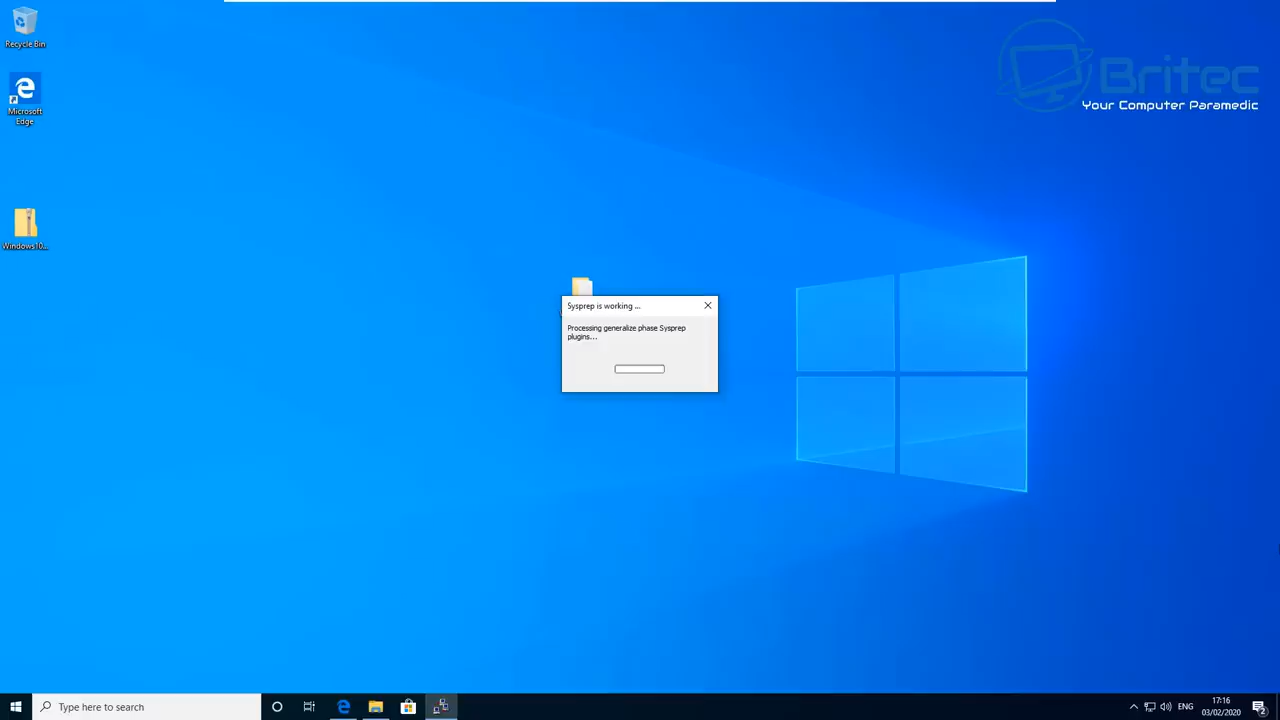 Recycle Bin
Britec
Your Computer Paramedic
Microsoft
Edge
Windows10...
Sysprep is working ...
Processing generalize phase Sysprep
plugins...
Type here to search
ENG
17:16
03/02/2020
2